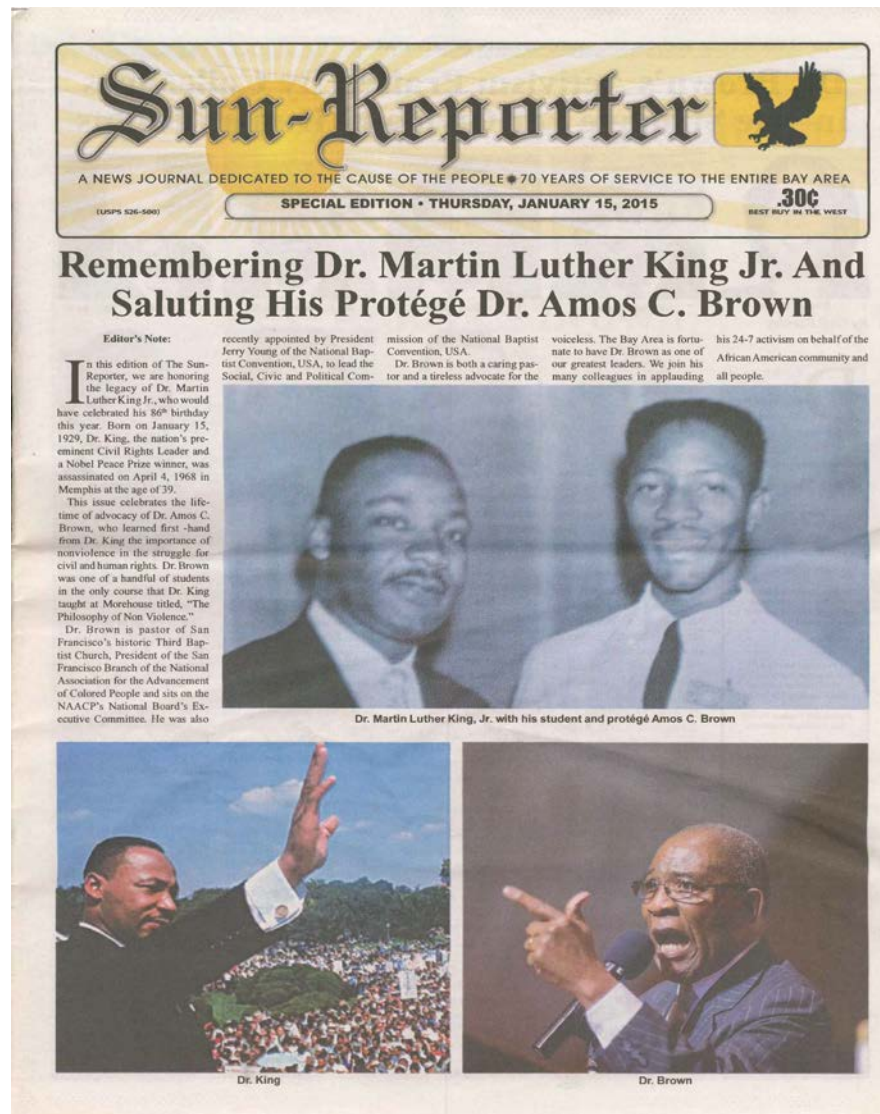 Sun-Reporter
A NEWS JOURNAL DEDICATED TO THE CAUSE OF THE PEOPLE 70 YEARS OF SERVICE TO THE ENTIRE BAY AREA
(USPS 526-500)
SPECIAL EDITION • THURSDAY, JANUARY 15, 2015
.30¢
BEST BUY IN THE WEST
Remembering Dr. Martin Luther King Jr. And
Saluting His Protégé Dr. Amos C. Brown
Editor's Note:
In this edition of The Sun-
Reporter, we are honoring
the legacy of Dr. Martin
Luther King Jr., who would
have celebrated his 86th birthday
this year. Born on January 15,
1929, Dr. King, the nation's pre-
eminent Civil Rights Leader and
a Nobel Peace Prize winner, was
assassinated on April 4, 1968 in
Memphis at the age of 39.
This issue celebrates the life-
time of advocacy of Dr. Amos C.
Brown, who learned first -hand
from Dr. King the importance of
nonviolence in the struggle for
civil and human rights. Dr. Brown
was one of a handful of students
in the only course that Dr. King
taught at Morehouse titled, "The
Philosophy of Non Violence."
Dr. Brown is pastor of San
Francisco's historic Third Bap-
tist Church, President of the San
Francisco Branch of the National
Association for the Advancement
of Colored People and sits on the
NAACP's National Board's Ex-
ecutive Committee. He was also
recently appointed by President
Jerry Young of the National Bap-
tist Convention, USA, to lead the
Social, Civic and Political Com-
mission of the National Baptist
Convention, USA.
Dr. Brown is both a caring pas-
tor and a tireless advocate for the
voiceless. The Bay Area is fortu-
nate to have Dr. Brown as one of
our greatest leaders. We join his
many colleagues in applauding
his 24-7 activism on behalf of the
African American community and
all people.
Dr. Martin Luther King, Jr. with his student and protégé Amos C. Brown
Dr. King
Dr. Brown